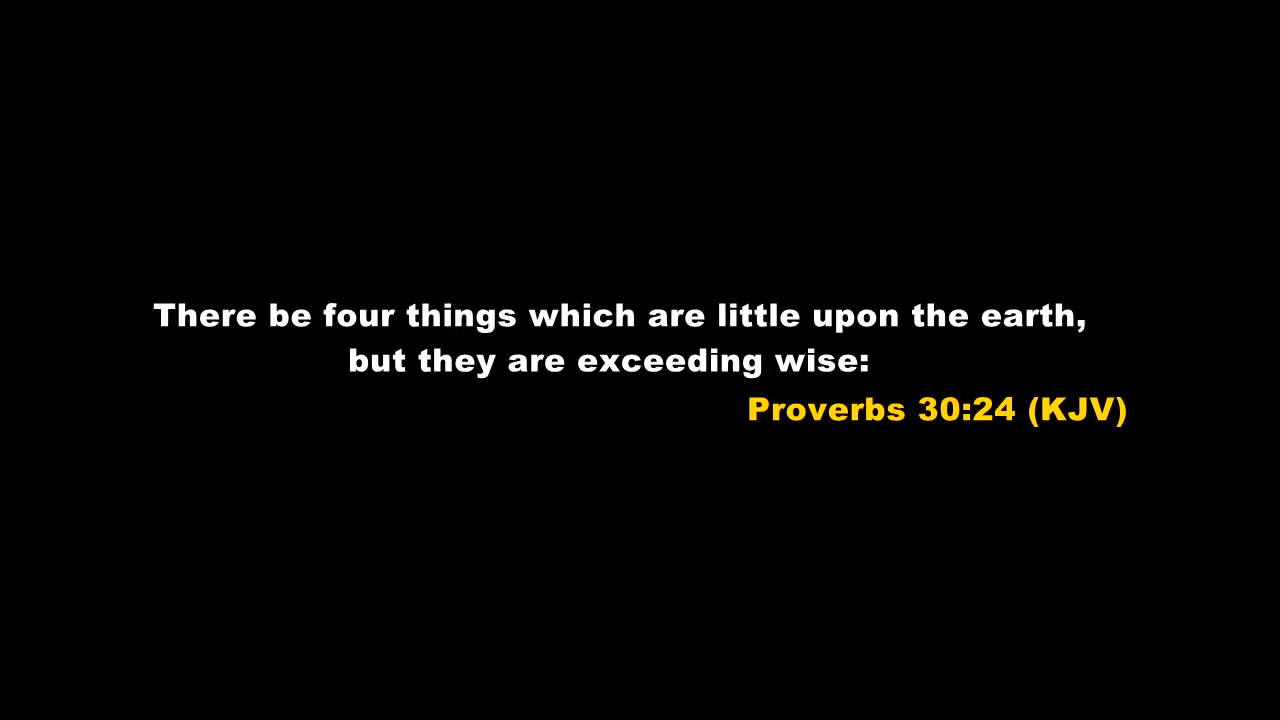 There be four things which are little upon the earth,
but they are exceeding wise:
Proverbs 30:24 (KJV)